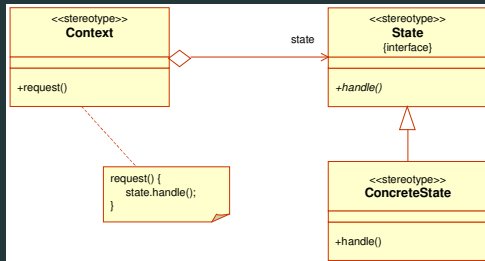 <<stereotype>>
Context
+request()
state
<<stereotype>>
State
{interface}
+handle()
request() {
state.handle();
}
<<stereotype>>
ConcreteState
+handle()